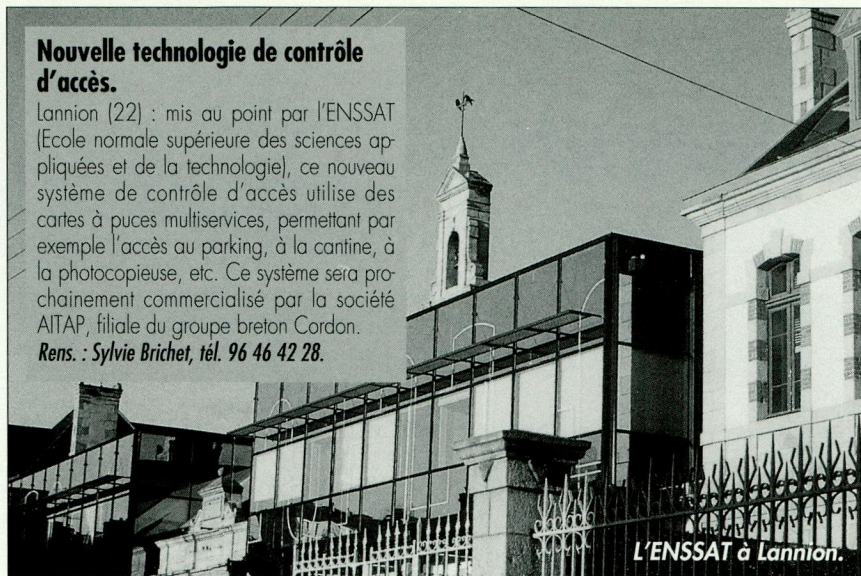 Nouvelle technologie de contrôle
d'accès.
Lannion (22) : mis au point par l'ENSSAT
(Ecole normale supérieure des sciences ap-
pliquées et de la technologie), ce nouveau
système de contrôle d'accès utilise des
cartes à puces multiservices, permettant par
exemple l'accès au parking, à la cantine, à
la photocopieuse, etc. Ce système sera pro-
chainement commercialisé par la société
AITAP, filiale du groupe breton Cordon.
Rens. : Sylvie Brichet, tél. 96 46 42 28.
L'ENSSAT à Lannion.